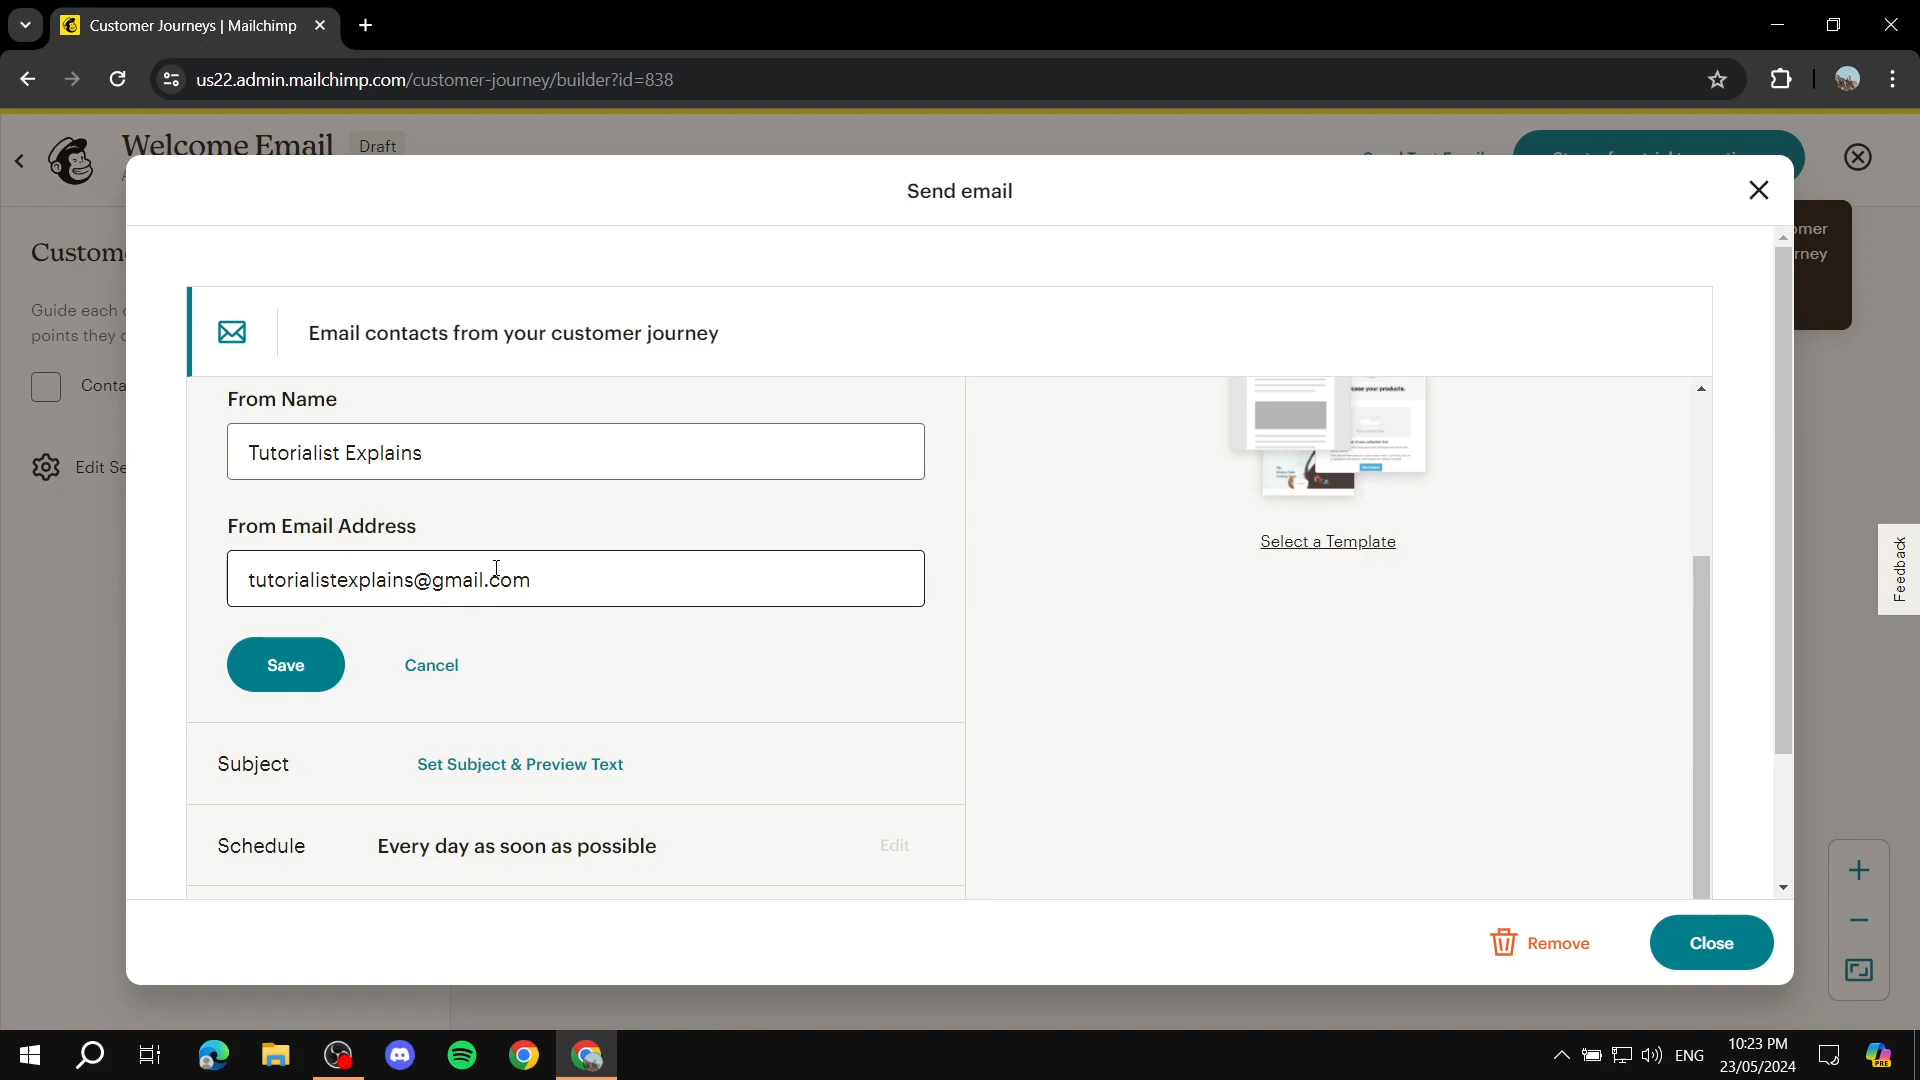 Customer Journeys | Mailchimp
us22.admin.mailchimp.com/customer-journey/builder?id=838
Welcome Email
Draft
Send email
Custom
omer
rney
Guide each
points they
Conta
Edit Se
Email contacts from your customer journey
From Name
Tutorialist Explains
From Email Address
tutorialistexplains@gmail.com
Save
Cancel
Subject
Set Subject & Preview Text
Schedule
Every day as soon as possible
Edit
Select a Template
Feedback
Remove
Close
ENG
10:23 PM
23/05/2024
PRE